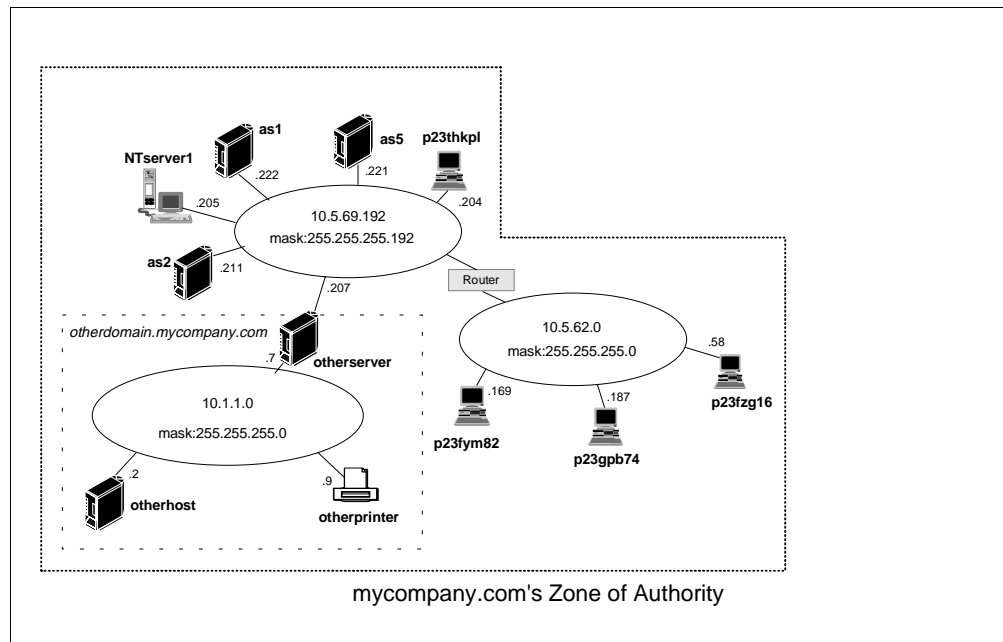 as1
as5
p23thkpl
NTserver1
.222
.221
.204
.205
10.5.69.192
mask:255.255.255.192
as2
.211
.207
Router
otherdomain.mycompany.com
10.5.62.0
mask:255.255.255.0
.58
.7
otherserver
.169
.187
p23fzg16
10.1.1.0
mask:255.255.255.0
p23fym82
p23gpb74
.2
.9
otherhost
otherprinter
mycompany.com's Zone of Authority